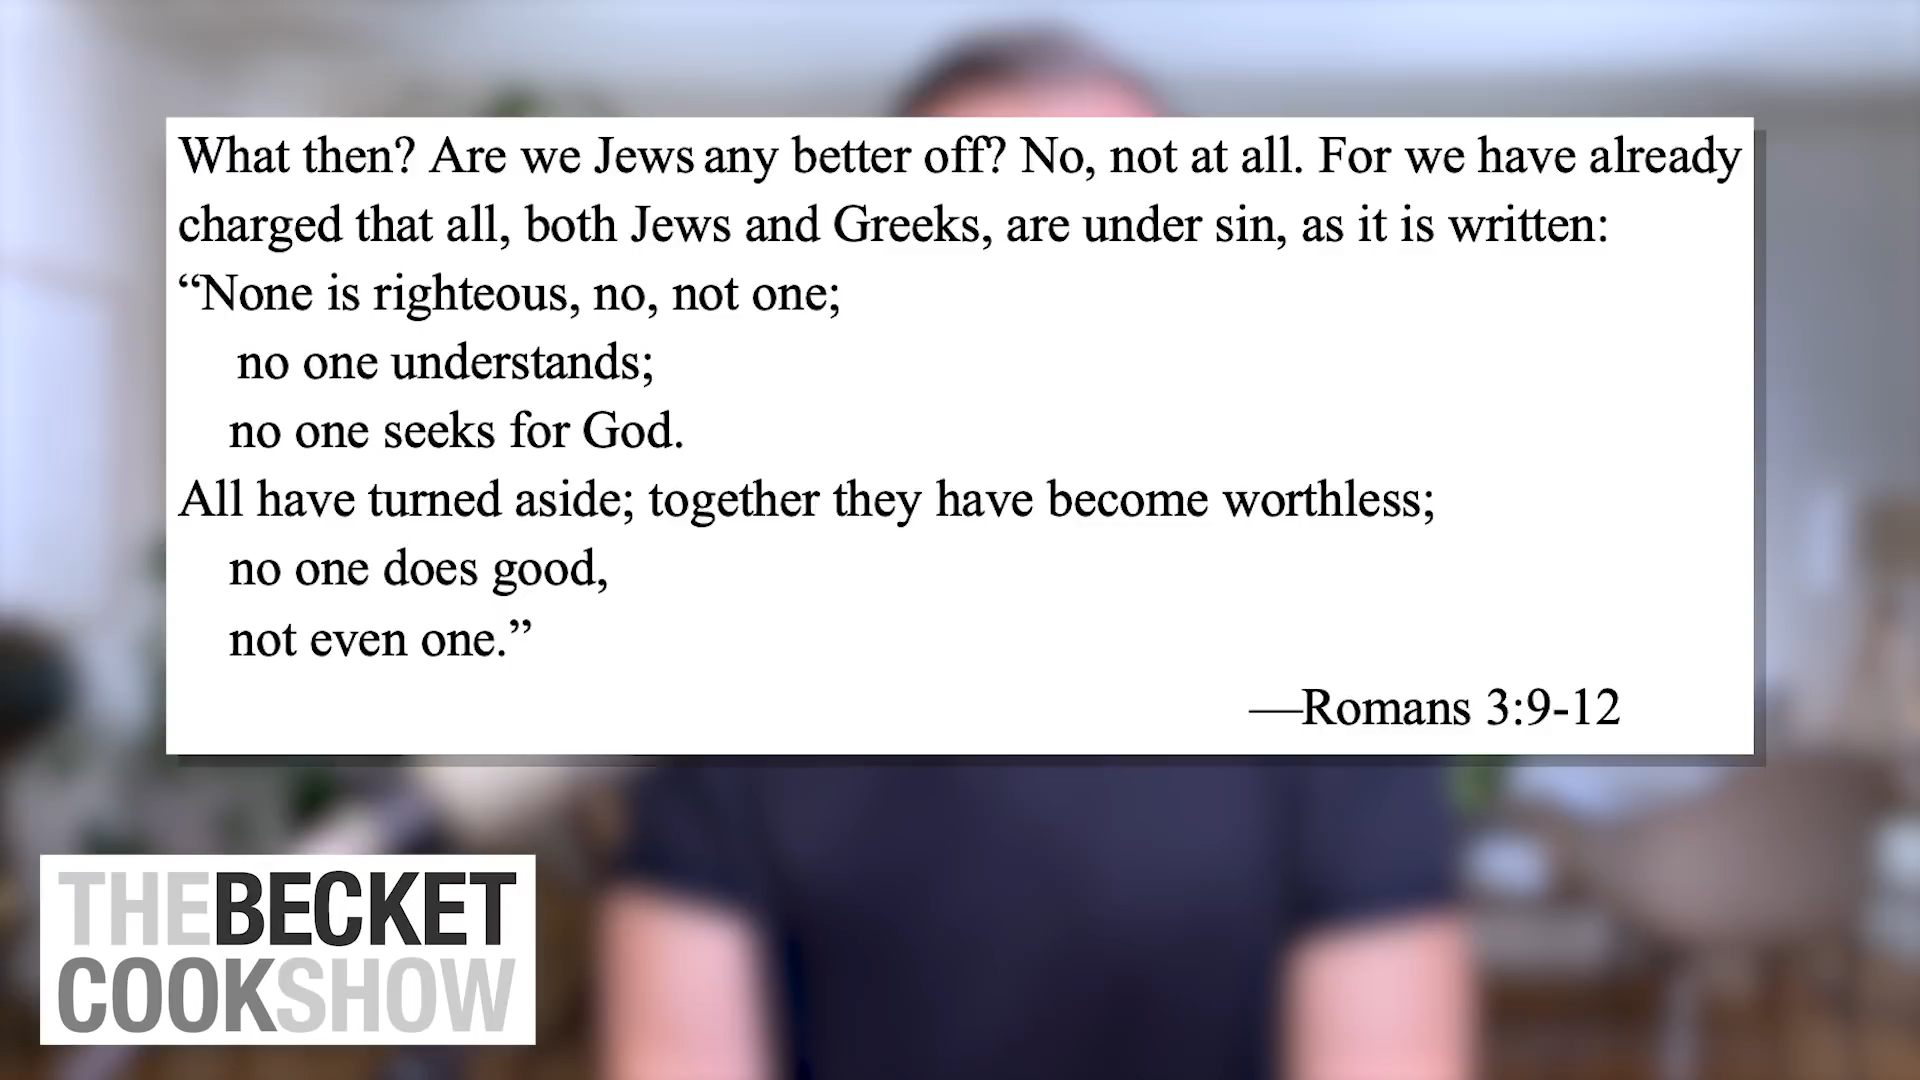 What then? Are we Jews any better off? No, not at all. For we have already
charged that all, both Jews and Greeks, are under sin, as it is written:
“None is righteous, no, not one;
no one understands;
no one seeks for God.
All have turned aside; together they have become worthless;
no one does good,
not even one.”
—Romans 3:9-12
THEBECKET
COOKSHOW